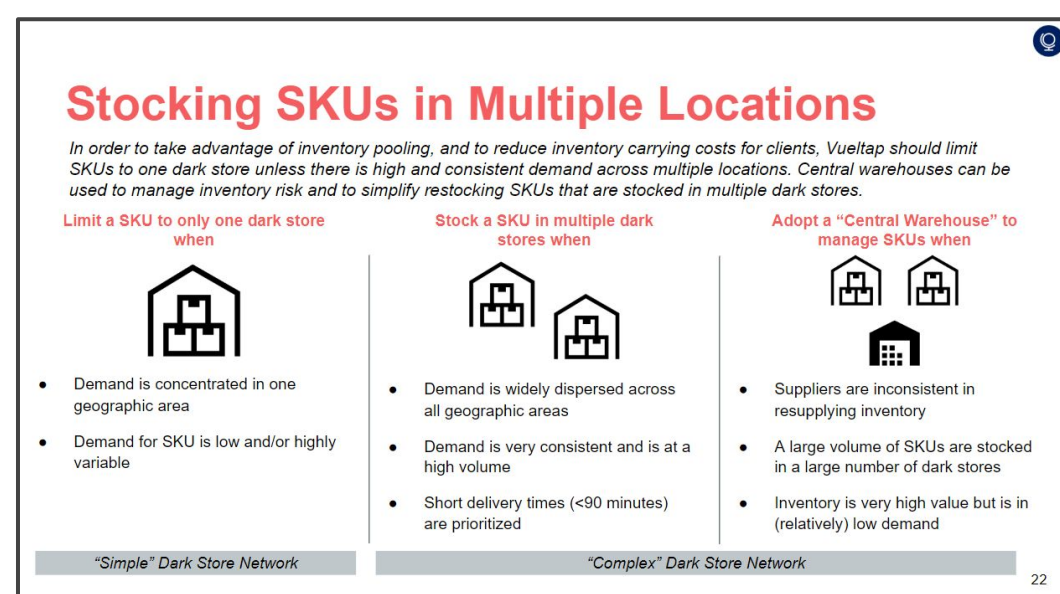 Stocking SKUs in Multiple Locations
In order to take advantage of inventory pooling, and to reduce inventory carrying costs for clients, Vueltap should limit
SKUs to one dark store unless there is high and consistent demand across multiple locations. Central warehouses can be
used to manage inventory risk and to simplify restocking SKUs that are stocked in multiple dark stores.
Limit a SKU to only one dark store
when
● Demand is concentrated in one
geographic area
● Demand for SKU is low and/or highly
variable
Stock a SKU in multiple dark
stores when
● Demand is widely dispersed across
all geographic areas
● Demand is very consistent and is at a
high volume
● Short delivery times (<90 minutes)
are prioritized
Adopt a “Central Warehouse” to
manage SKUs when
● Suppliers are inconsistent in
resupplying inventory
● A large volume of SKUs are stocked
in a large number of dark stores
● Inventory is very high value but is in
(relatively) low demand
“Simple” Dark Store Network
“Complex” Dark Store Network
22